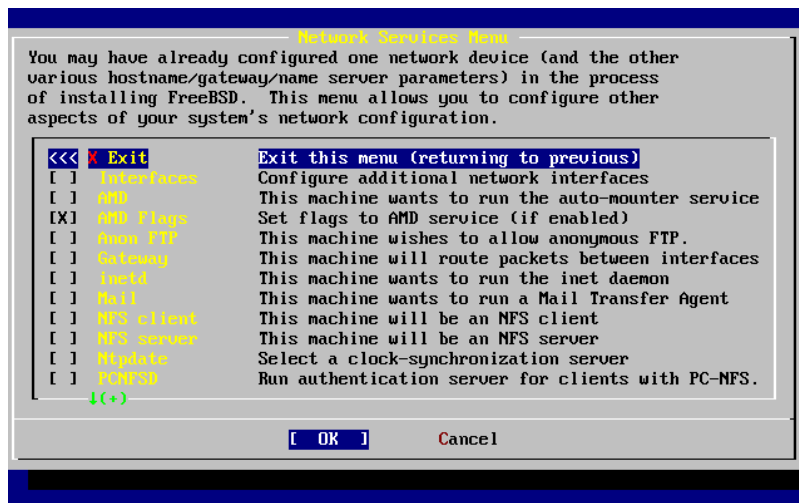 Network Services Menu
You may have already configured one network device (and the other
various hostname/gateway/name server parameters) in the process
of installing FreeBSD.  This menu allows you to configure other
aspects of your system's network configuration.
<<< X Exit Exit this menu (returning to previous)
[ ] Interfaces Configure additional network interfaces
[ ] AMD This machine wants to run the auto-mounter service
[X] AMD Flags Set flags to AMD service (if enabled)
[ ] Anon FTP This machine wishes to allow anonymous FTP.
[ ] Gateway This machine will route packets between interfaces
[ ] inetd This machine wants to run the inet daemon
[ ] Mail This machine wants to run a Mail Transfer Agent
[ ] NFS client This machine will be an NFS client
[ ] NFS server This machine will be an NFS server
[ ] Ntpdate Select a clock-synchronization server
[ ] PCNFSD Run authentication server for clients with PC-NFS.
↓(+)
[ OK ] Cancel